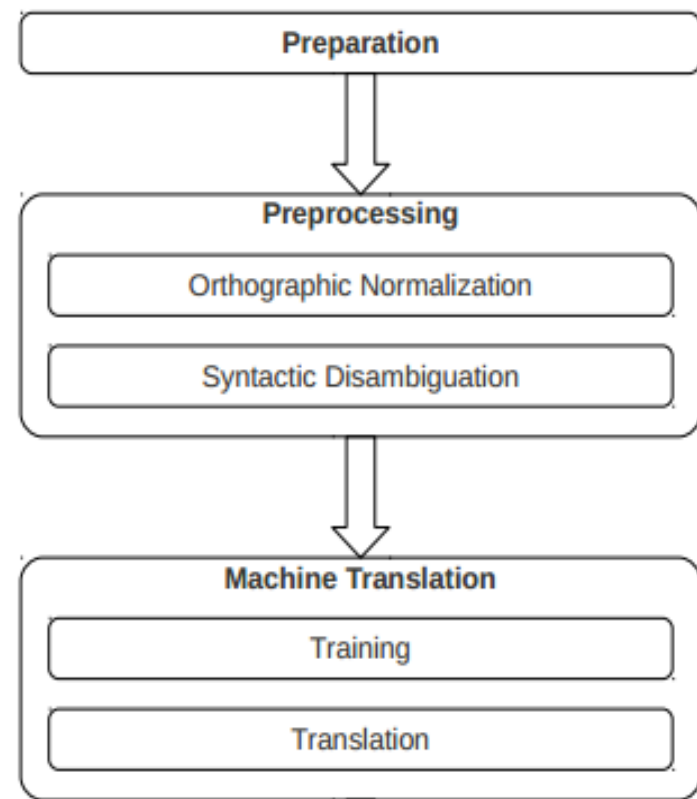 Preparation
Preprocessing
Orthographic Normalization
Syntactic Disambiguation
Machine Translation
Training
Translation